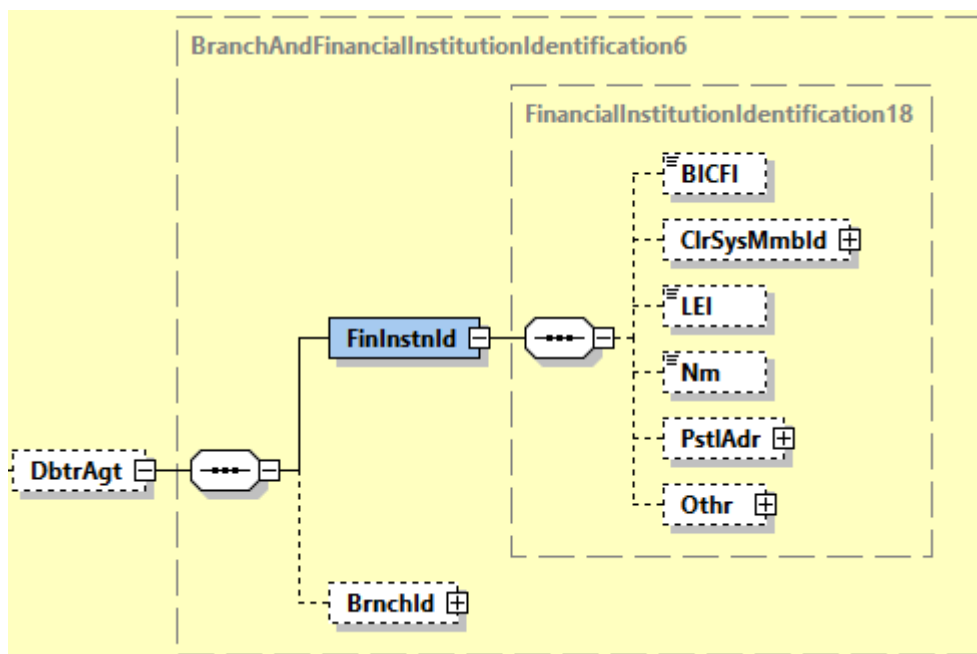 BranchAndFinancialInstitutionIdentification6
FinancialInstitutionIdentification18
BICFI
ClrSysMmbId
LEI
FinInstnId
Nm
PstlAdr
DbtrAgt
Othr
BrnchId